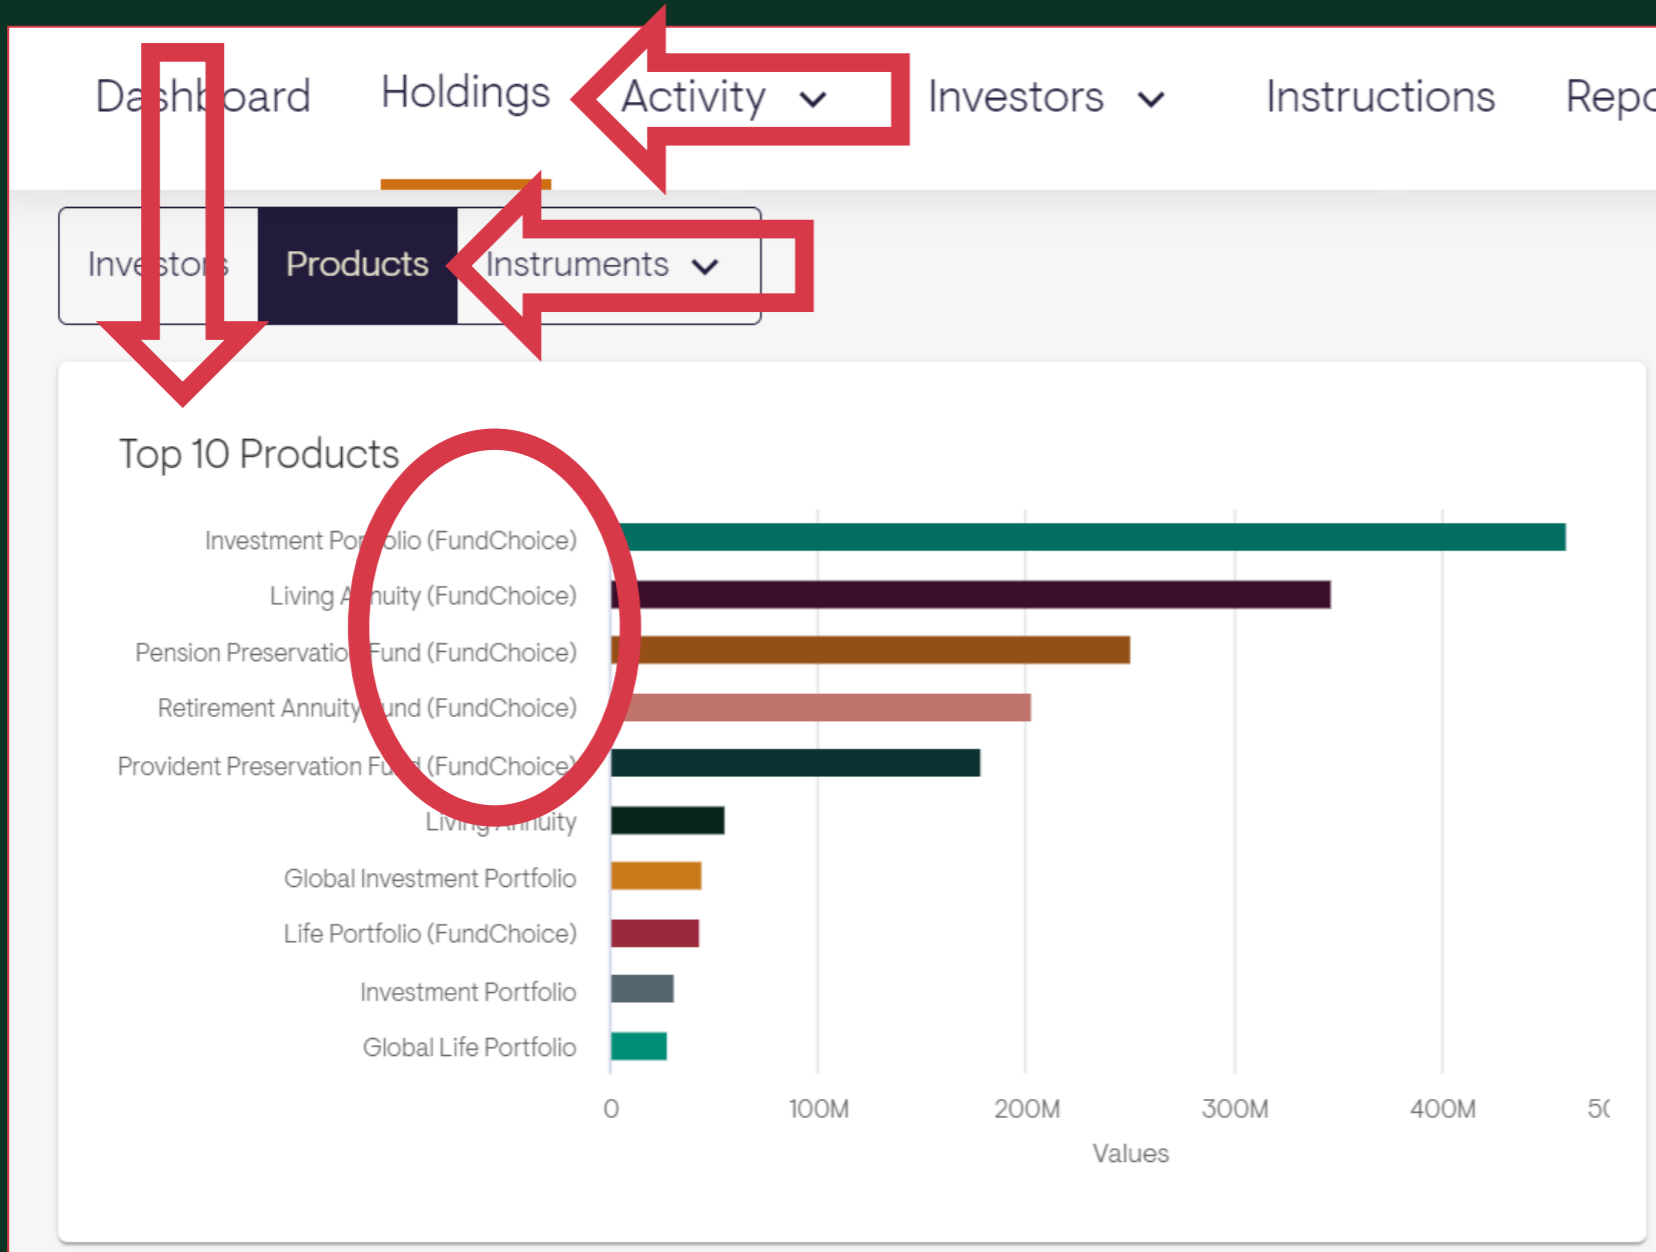 Dashboard Holdings Activity Investors Instructions
Investors Products Instruments
Top 10 Products
Investment Portfolio (FundChoice)
Living Annuity (FundChoice)
Pension Preservation Fund (FundChoice)
Retirement Annuity Fund (FundChoice)
Provident Preservation Fund (FundChoice)
Living Annuity
Global Investment Portfolio
Life Portfolio (FundChoice)
Investment Portfolio
Global Life Portfolio
0 100M 200M 300M 400M
Values